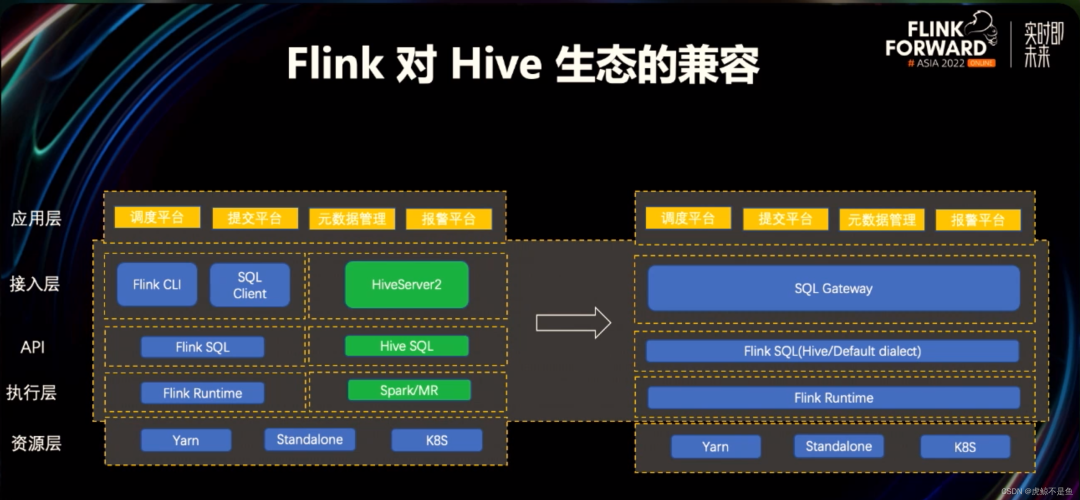 Flink 对 Hive 生态的兼容
FLINK
FORWARD
# ASIA 2022 ONLINE
实时即
未来
应用层
调度平台 提交平台 元数据管理 报警平台
调度平台 提交平台 元数据管理 报警平台
接入层
Flink CLI
SQL
Client
HiveServer2
SQL Gateway
API
Flink SQL
Hive SQL
Flink SQL(Hive/Default dialect)
执行层
Flink Runtime
Spark/MR
Flink Runtime
资源层
Yarn Standalone K8S
Yarn Standalone K8S
CSDN @虎鲸不是鱼